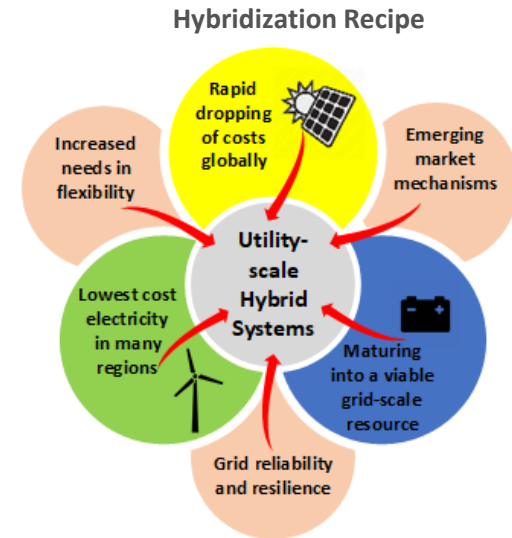 Hybridization Recipe
Rapid
dropping
of costs
globally
Increased
needs in
flexibility
Emerging
market
mechanisms
Utility-
scale
Hybrid
Systems
Lowest cost
electricity
in many
regions
Maturing
into a viable
grid-scale
resource
Grid reliability
and resilience